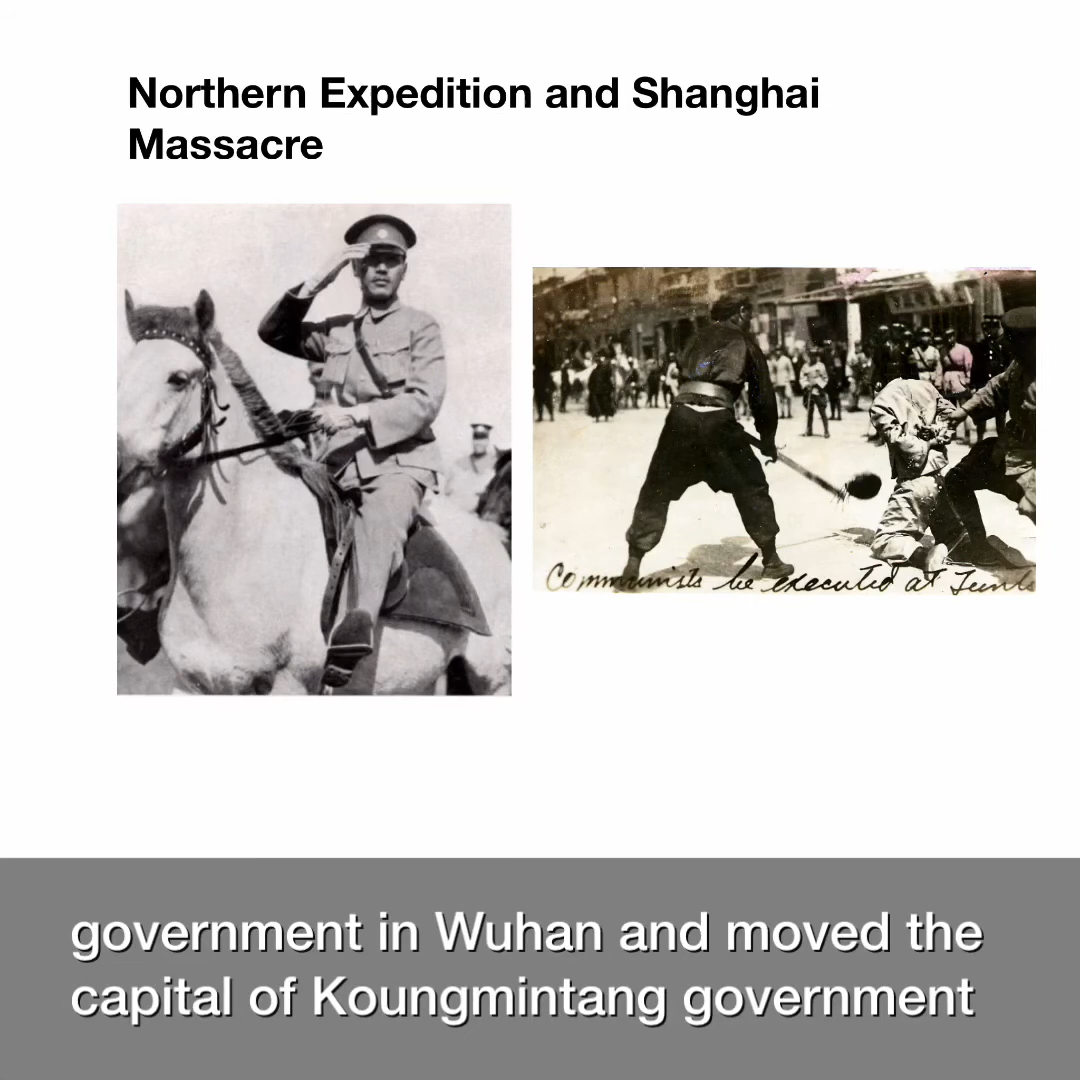 Northern Expedition and Shanghai
Massacre
Communists be executed at
government in Wuhan and moved the
capital of Koungmintang government